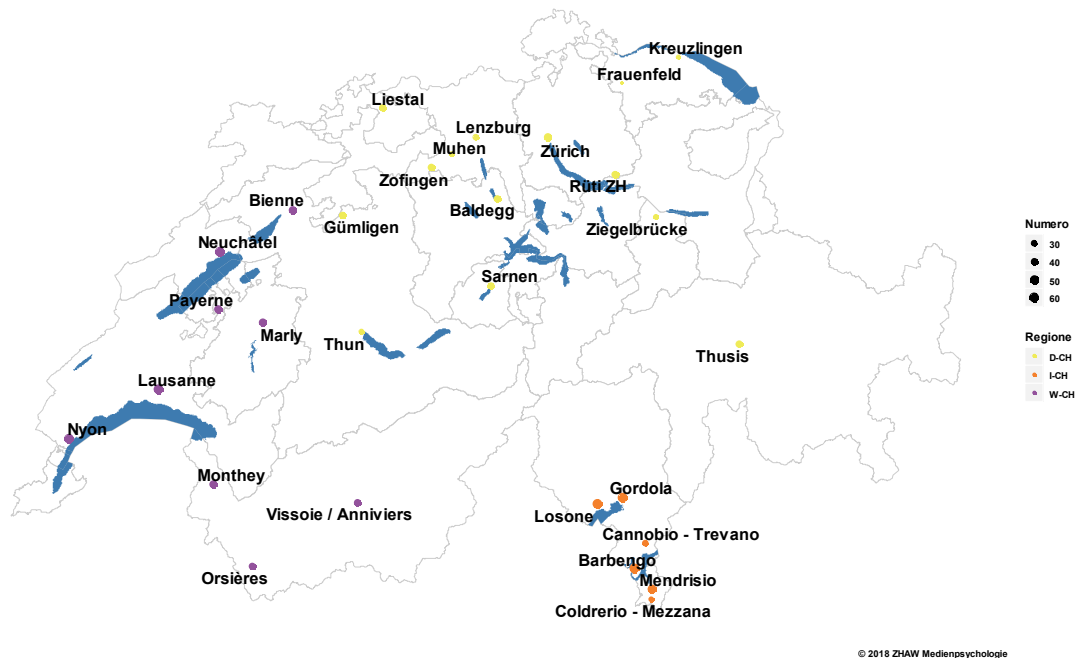 Kreuzlingen
Frauenfeld
Liestal
Lenzburg
Muhen
Zürich
Zofingen
Rüti ZH
Bienne
Baldegg
Gümligen
Ziegelbrücke
Neuchâtel
Sarnen
Payerne
Marly
Thun
Thusis
Lausanne
Nyon
Monthey
Gordola
Vissoie / Anniviers
Losone
Cannobio - Trevano
Barbengo
Orsières
Mendrisio
Coldrerio - Mezzana
Numero
30
40
50
60
Regione
D-CH
I-CH
W-CH
© 2018 ZHAW Medienpsychologie